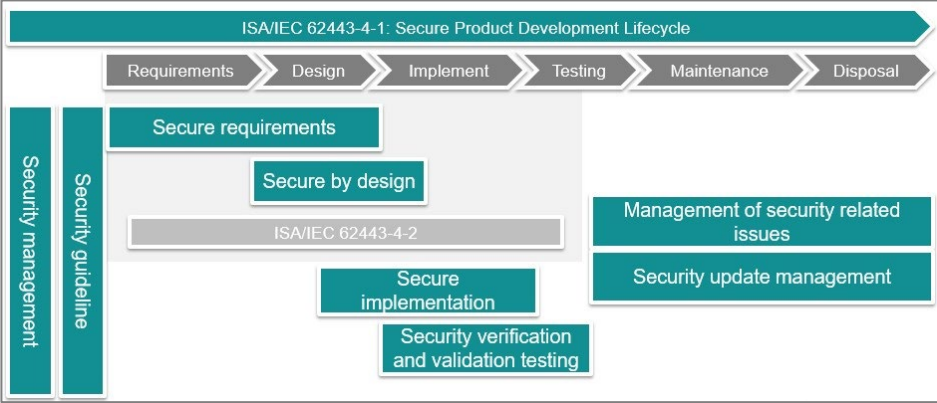 ISA/IEC 62443-4-1: Secure Product Development Lifecycle
Requirements
Design
Implement
Testing
Maintenance
Disposal
Security management
Security guideline
Secure requirements
Secure by design
ISA/IEC 62443-4-2
Secure
implementation
Security verification
and validation testing
Management of security related
issues
Security update management